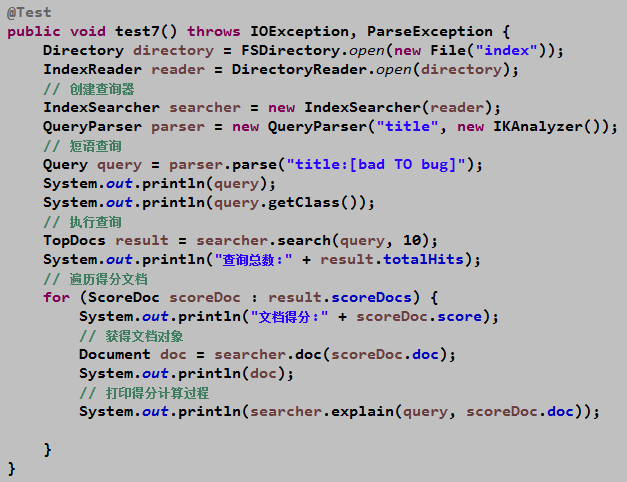 @Test
public void test7() throws IOException, ParseException {
    Directory directory = FSDirectory.open(new File("index"));
    IndexReader reader = DirectoryReader.open(directory);
    // 创建查询器
    IndexSearcher searcher = new IndexSearcher(reader);
    QueryParser parser = new QueryParser("title", new IKAnalyzer());
    // 短语查询
    Query query = parser.parse("title:[bad TO bug]");
    System.out.println(query);
    System.out.println(query.getClass());
    // 执行查询
    TopDocs result = searcher.search(query, 10);
    System.out.println("查询总数:" + result.totalHits);
    // 遍历得分文档
    for (ScoreDoc scoreDoc : result.scoreDocs) {
        System.out.println("文档得分:" + scoreDoc.score);
        // 获得文档对象
        Document doc = searcher.doc(scoreDoc.doc);
        System.out.println(doc);
        // 打印得分计算过程
        System.out.println(searcher.explain(query, scoreDoc.doc));
    }
}